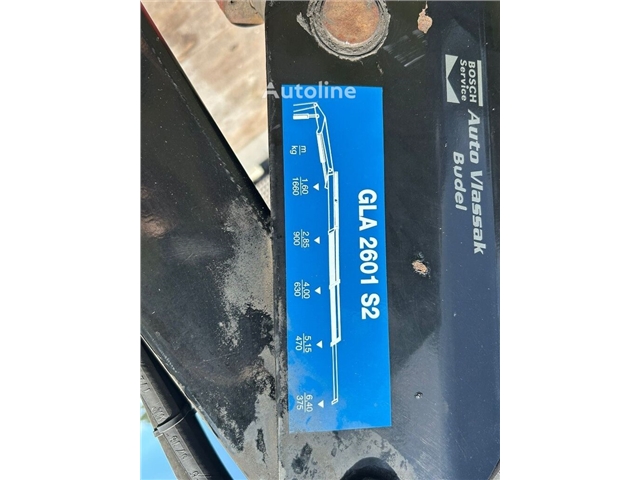 Autoline
m
kg
1,60
1660
2,85
900
4,00
630
5,15
470
6,40
375
GLA 2601 S2
BOSCH
Service
Auto Vlassak
Budel